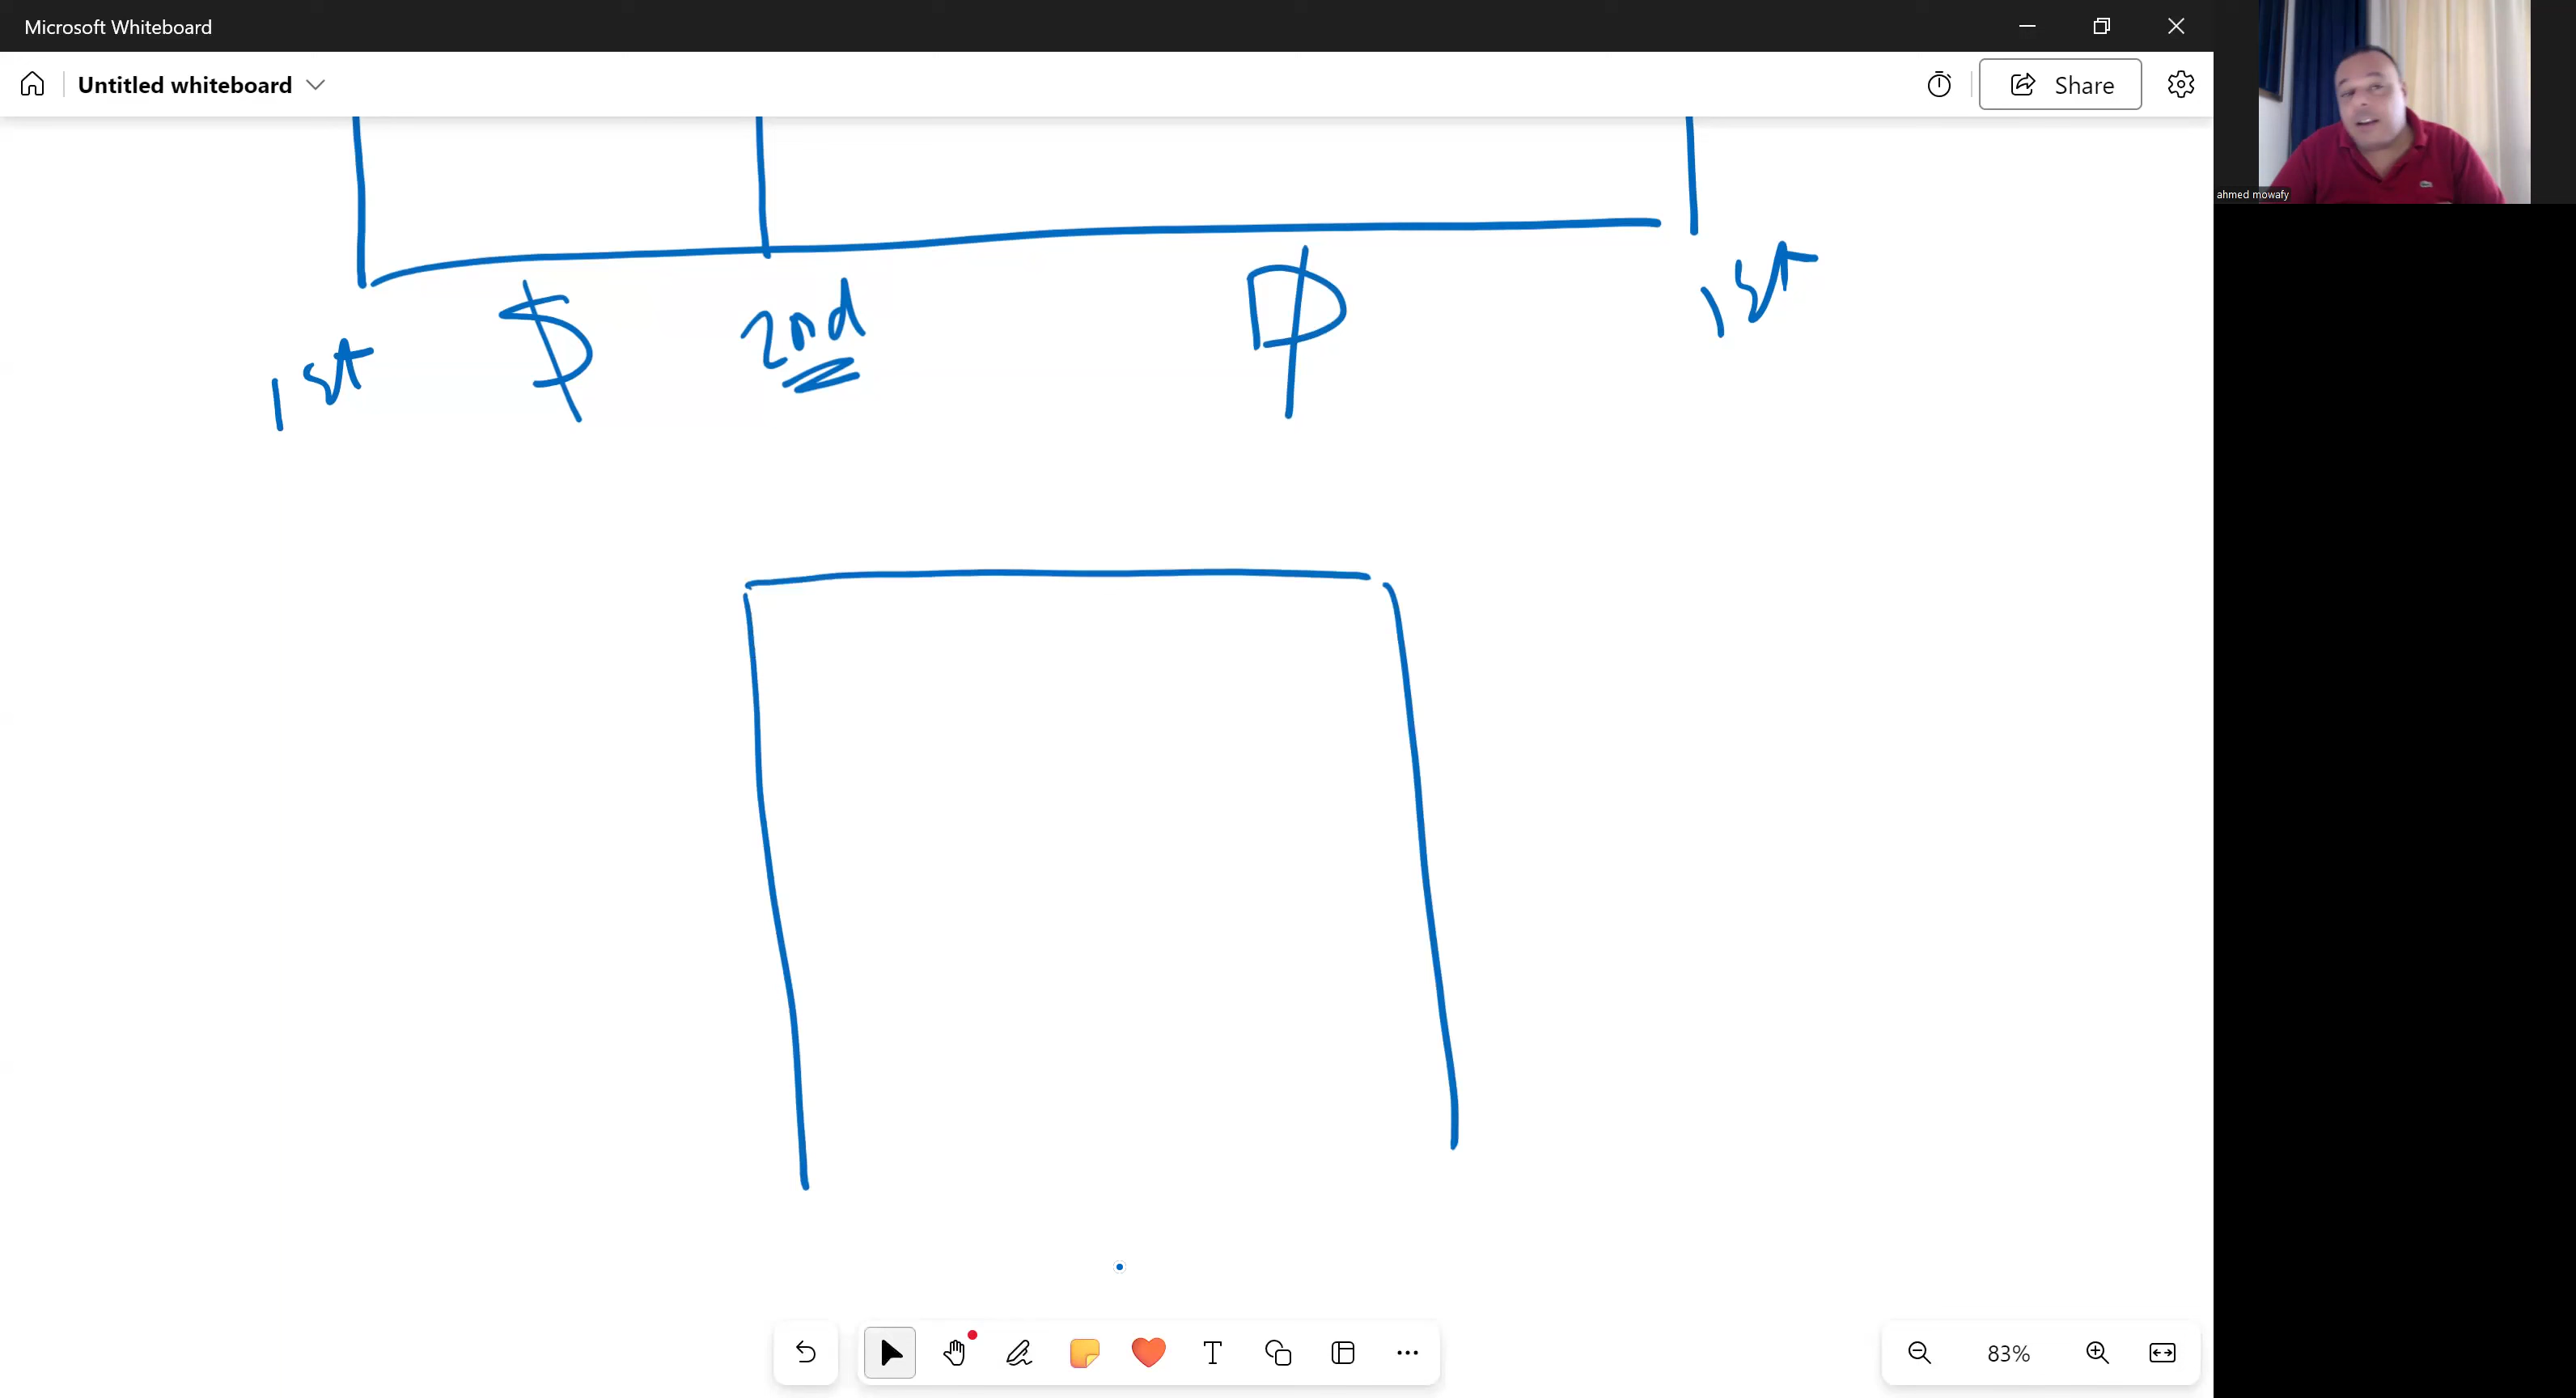 Microsoft Whiteboard
Untitled whiteboard
Share
ahmed mowafy
1st $ 2nd P 1st
83%